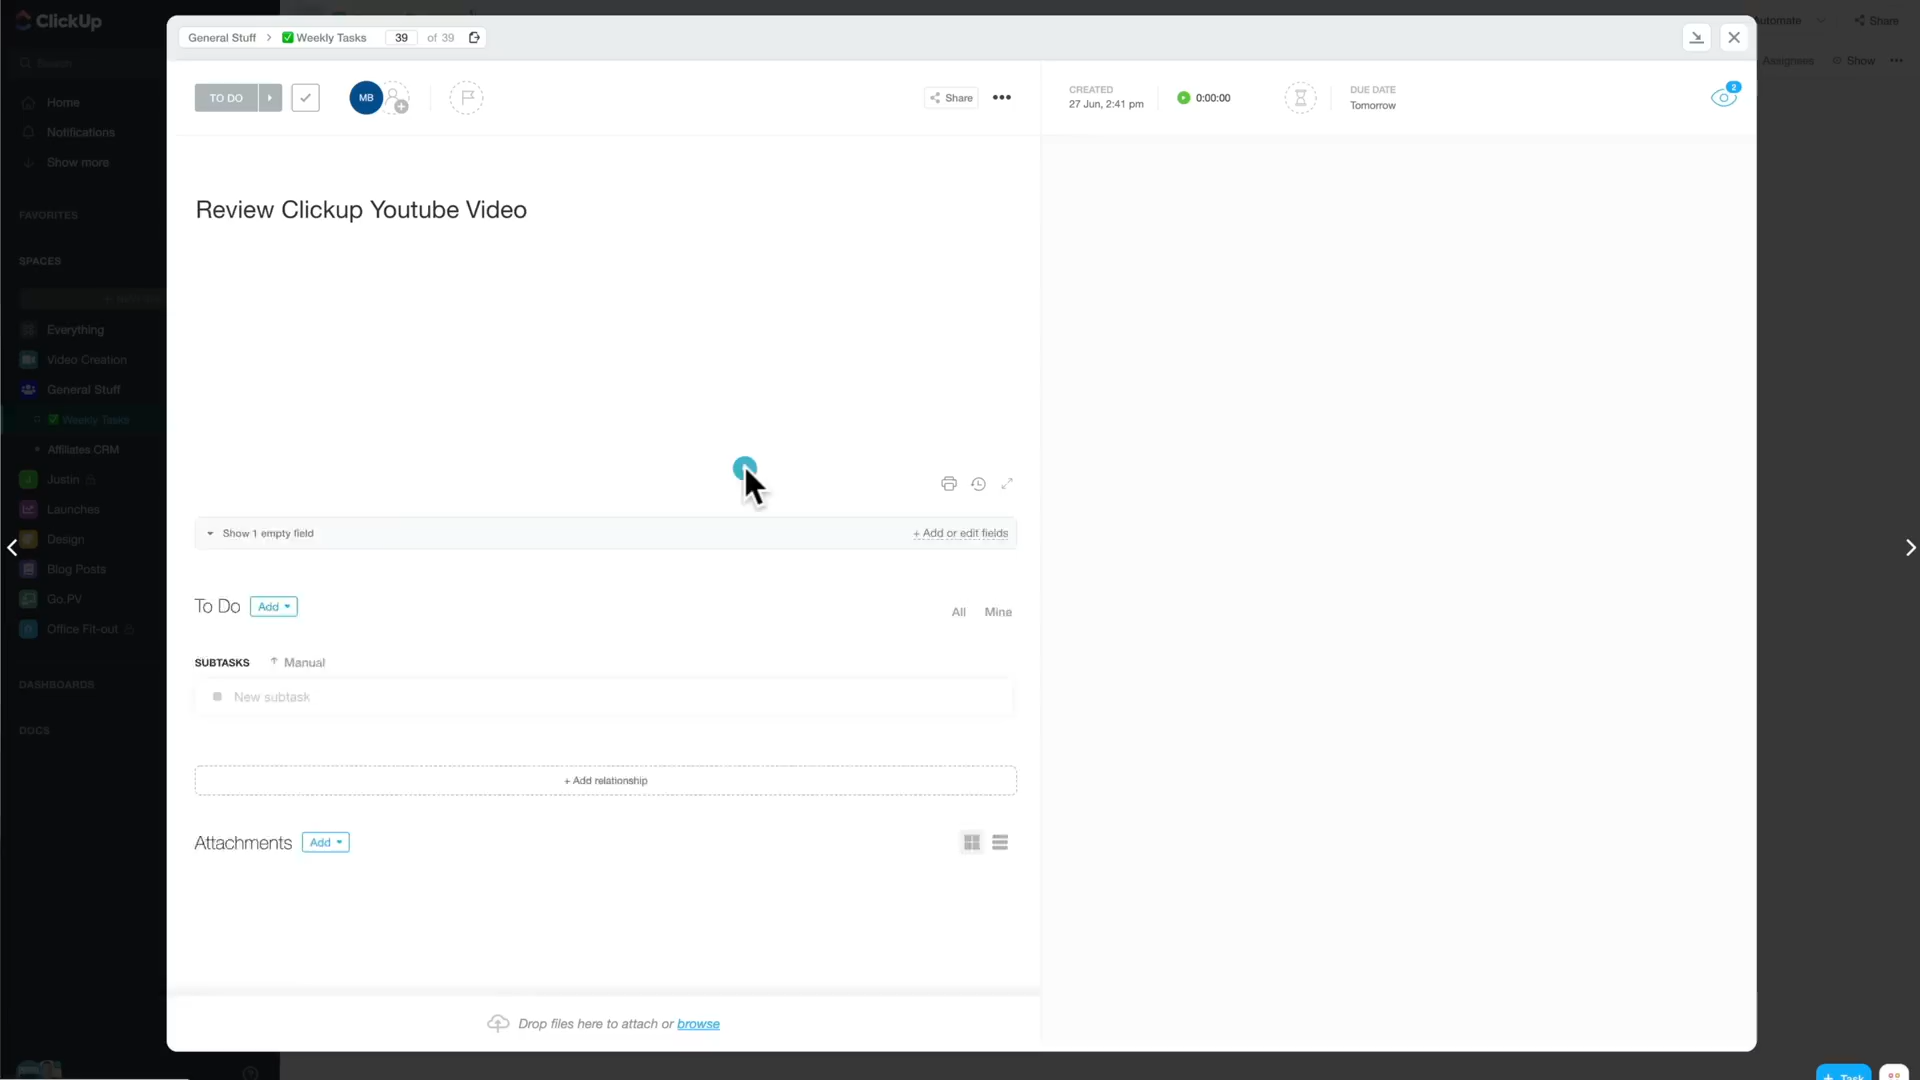 ClickUp
Automate
Share
General Stuff > Weekly Tasks 39 of 39
Search
Assignees
Show
Home
Notifications
Show more
FAVORITES
SPACES
Everything
Video Creation
General Stuff
Weekly Tasks
Affiliates CRM
Justin
Launches
Design
Blog Posts
Go.PV
Office Fit-out
DASHBOARDS
DOCS
TO DO
MB
Share
CREATED
27 Jun, 2:41 pm
0:00:00
DUE DATE
Tomorrow
2
Review Clickup Youtube Video
Show 1 empty field
+ Add or edit fields
To Do Add
All Mine
SUBTASKS Manual
New subtask
+ Add relationship
Attachments Add
Drop files here to attach or browse
+ Task